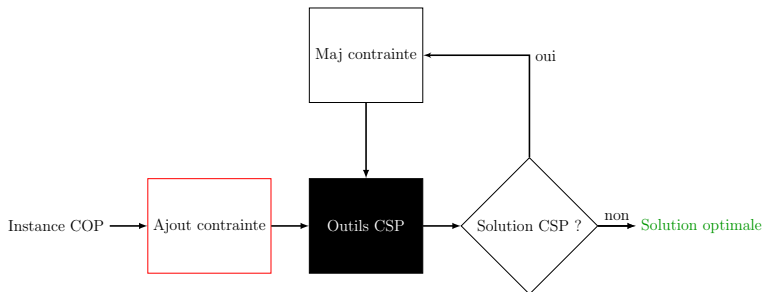 Maj contrainte
oui
Instance COP
Ajout contrainte
Outils CSP
Solution CSP ?
non
Solution optimale